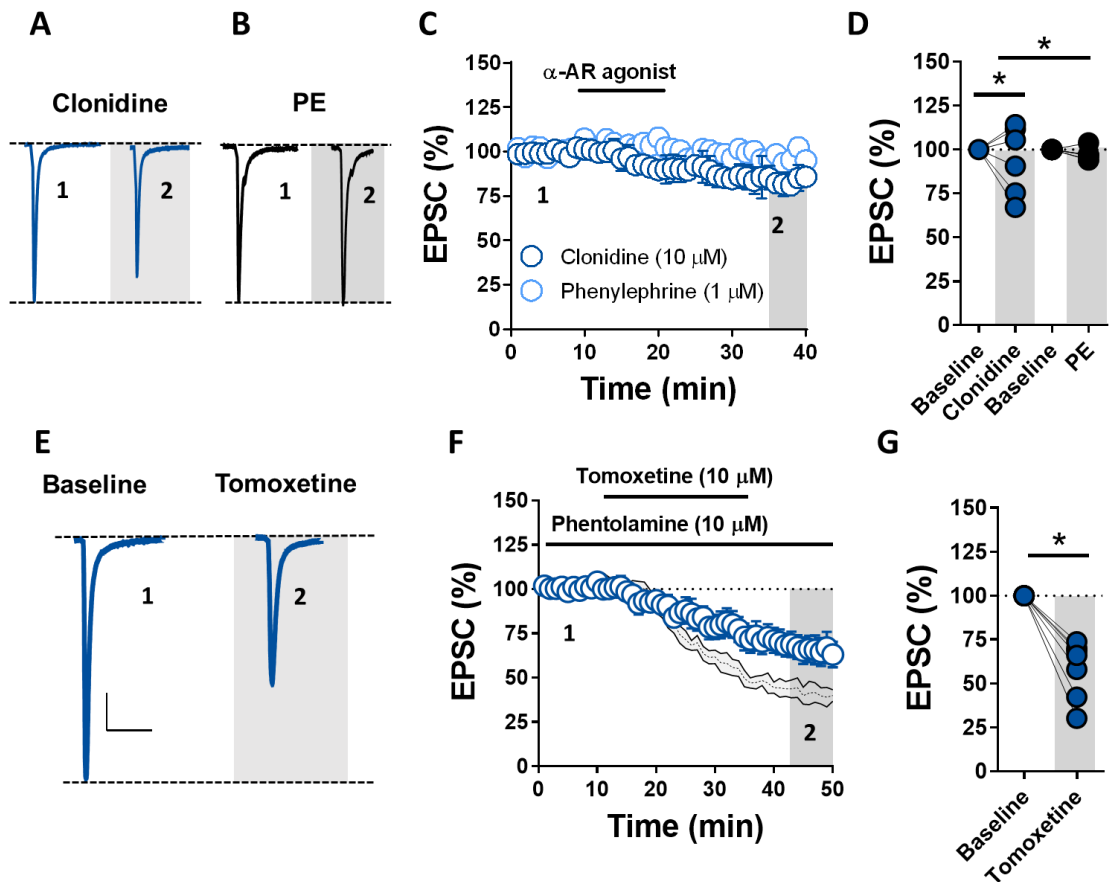 A
Clonidine
1
2
B
PE
1
2
C
α-AR agonist
EPSC (%)
150
125
100
75
50
25
0
1
2
Clonidine (10 μM)
Phenylephrine (1 μM)
0 10 20 30 40
Time (min)
D
*
*
EPSC (%)
150
125
100
75
50
25
0
Baseline
Clonidine
Baseline
PE
E
Baseline
Tomoxetine
1
2
F
Tomoxetine (10 μM)
Phentolamine (10 μM)
EPSC (%)
150
125
100
75
50
25
0
1
2
0 10 20 30 40 50
Time (min)
G
*
EPSC (%)
150
125
100
75
50
25
0
Baseline
Tomoxetine